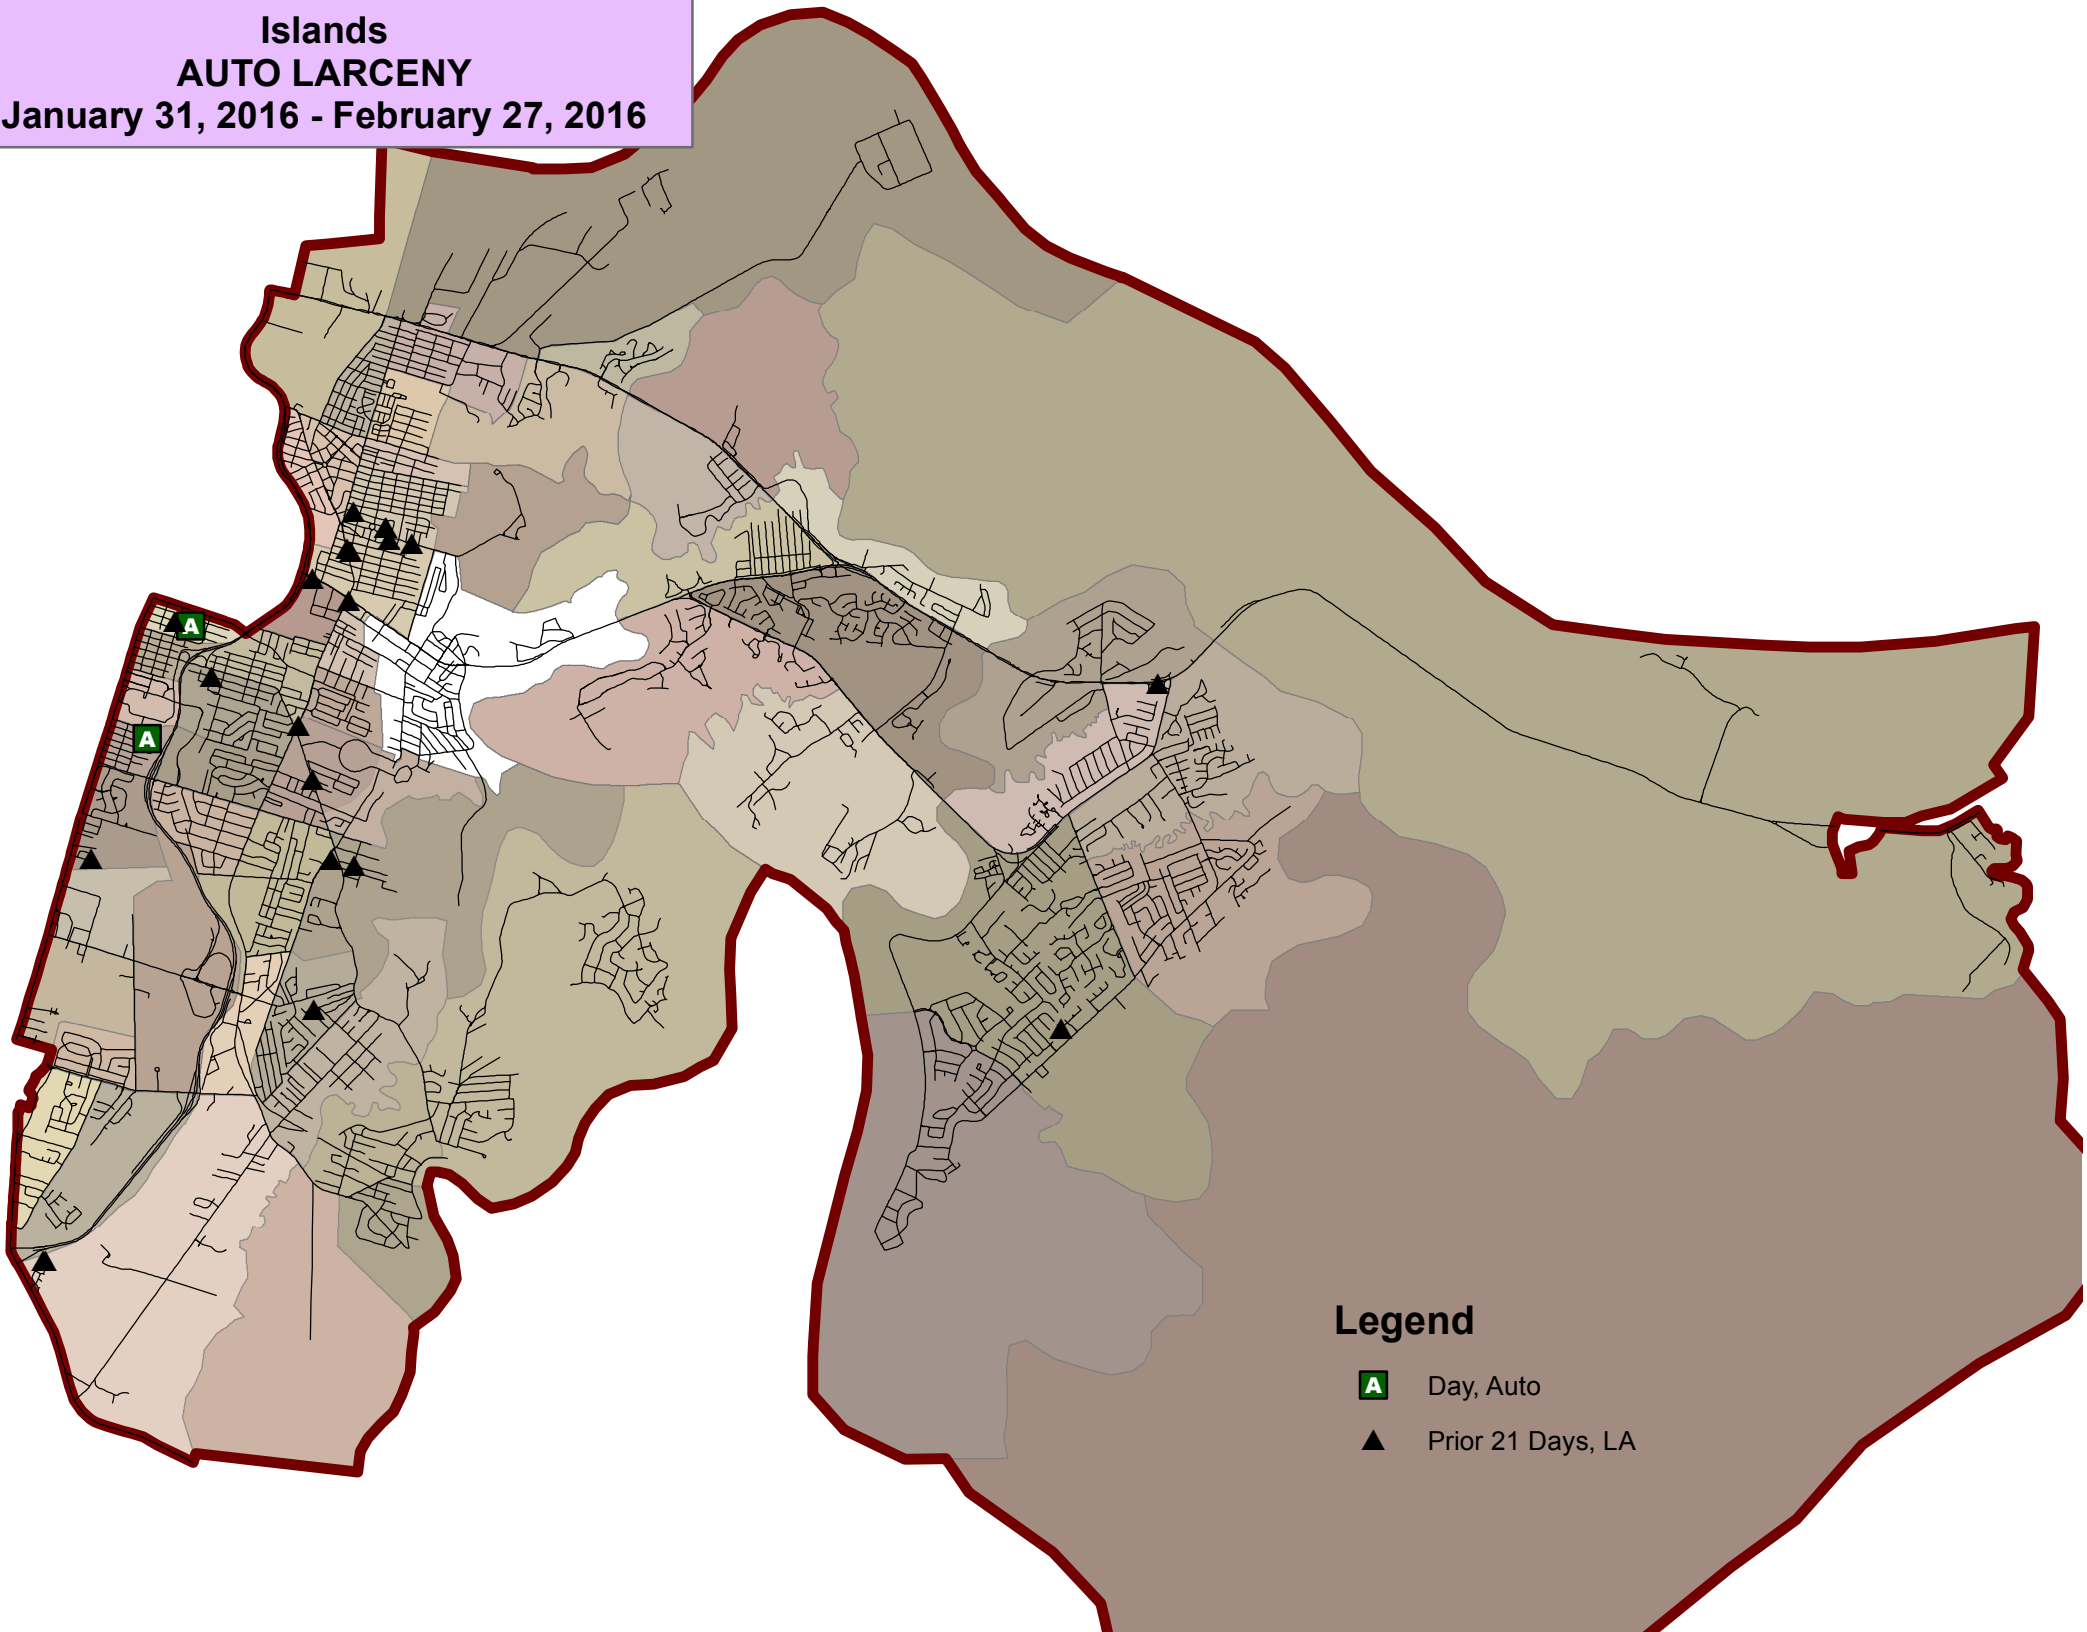 Islands
AUTO LARCENY
January 31, 2016 - February 27, 2016
A
A
Legend
A Day, Auto
Prior 21 Days, LA